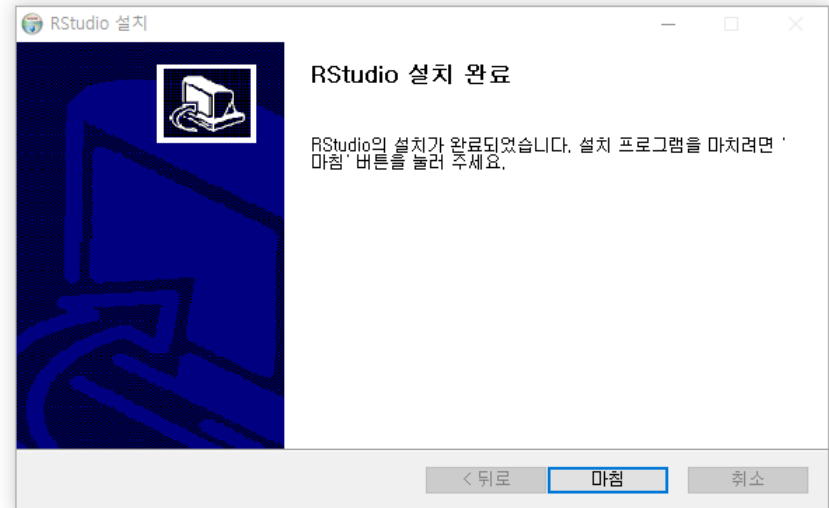 RStudio 설치
RStudio 설치 완료
RStudio의 설치가 완료되었습니다. 설치 프로그램을 마치려면 '
마침' 버튼을 눌러 주세요.
< 뒤로
마침
취소